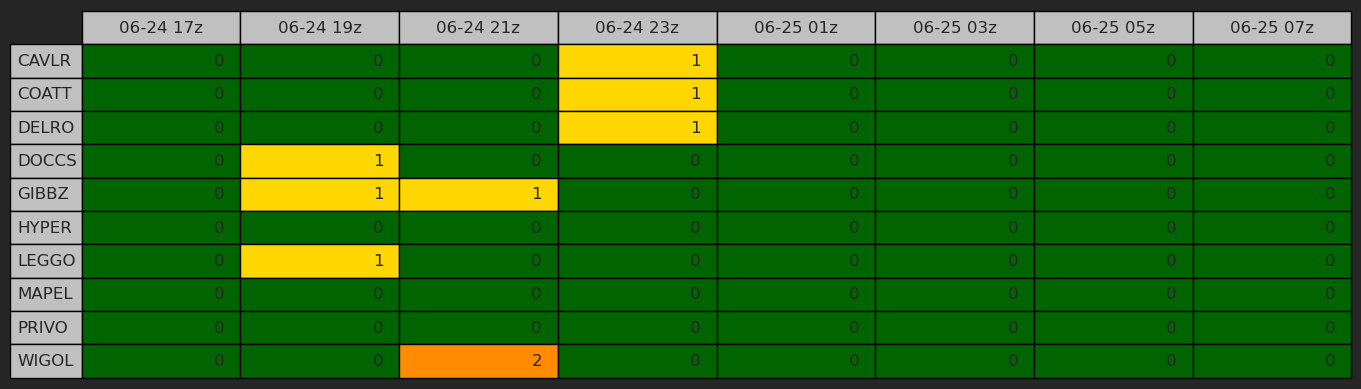 06-24 17z 06-24 19z 06-24 21z 06-24 23z 06-25 01z 06-25 03z 06-25 05z 06-25 07z
CAVLR 0 0 0 1 0 0 0 0
COATT 0 0 0 1 0 0 0 0
DELRO 0 0 0 1 0 0 0 0
DOCCS 0 1 0 0 0 0 0 0
GIBBZ 0 1 1 0 0 0 0 0
HYPER 0 0 0 0 0 0 0 0
LEGGO 0 1 0 0 0 0 0 0
MAPEL 0 0 0 0 0 0 0 0
PRIVO 0 0 0 0 0 0 0 0
WIGOL 0 0 2 0 0 0 0 0